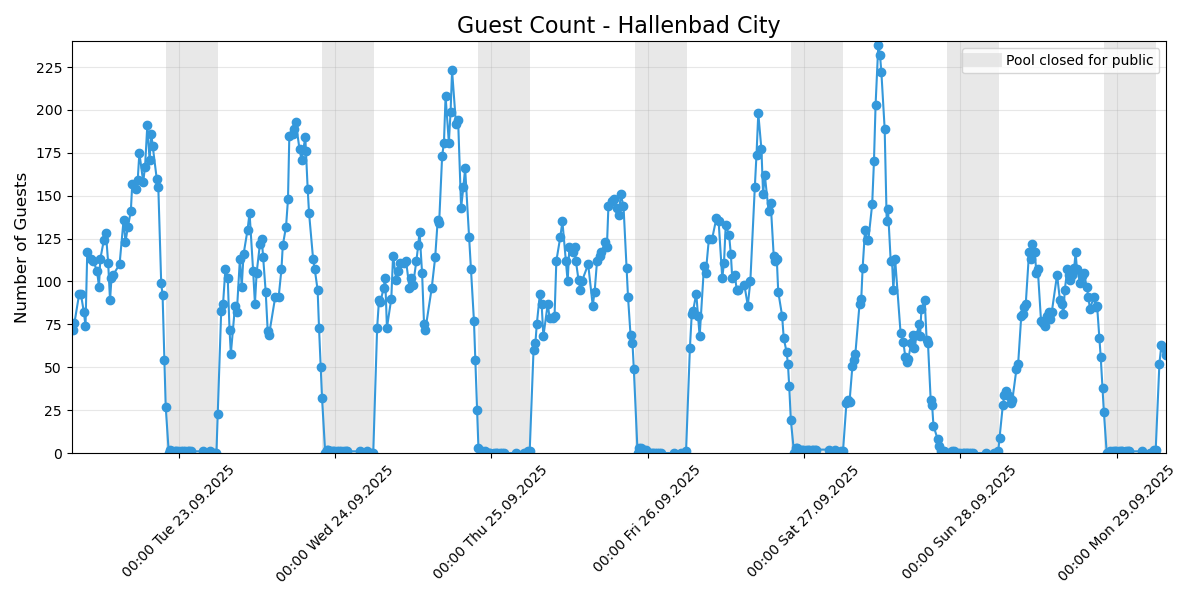 Guest Count - Hallenbad City
Pool closed for public
Number of Guests
225
200
175
150
125
100
75
50
25
0
00:00 Tue 23.09.2025
00:00 Wed 24.09.2025
00:00 Thu 25.09.2025
00:00 Fri 26.09.2025
00:00 Sat 27.09.2025
00:00 Sun 28.09.2025
00:00 Mon 29.09.2025